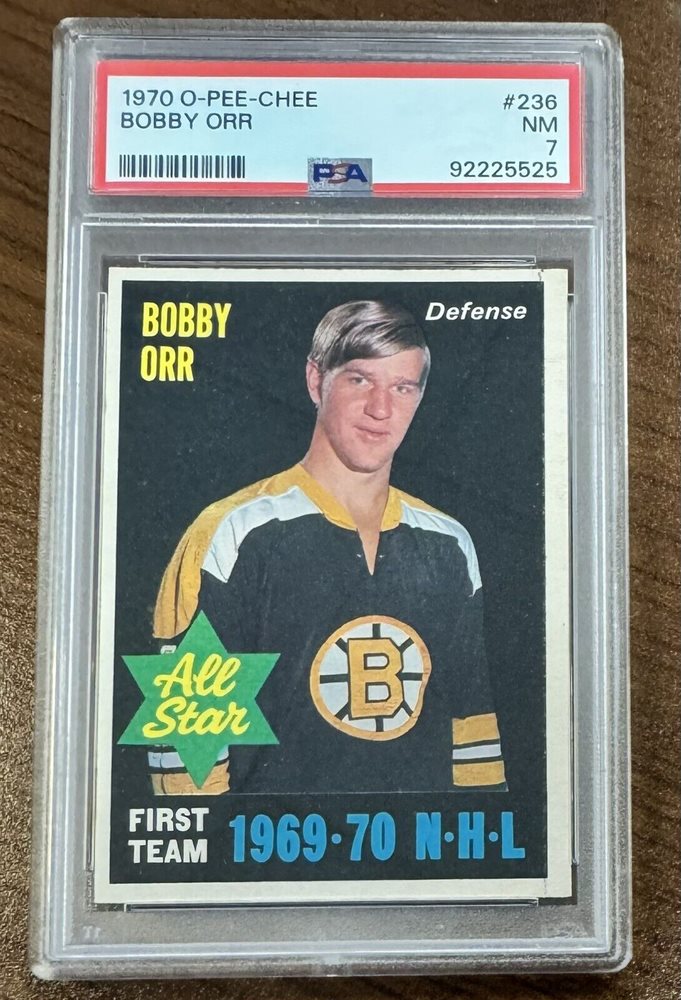 1970 O-PEE-CHEE #236
BOBBY ORR NM
7
PSA 92225525
BOBBY
ORR
Defense
B
All
Star
FIRST
TEAM
1969·70 N·H·L